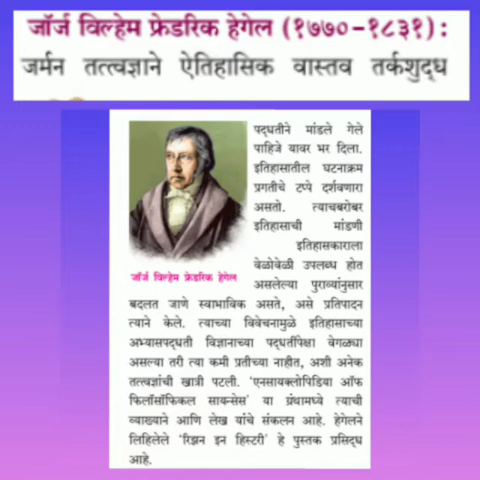 जॉर्ज विल्हेम फ्रेडरिक हेगेल (१७७०-१८३१) :
जर्मन तत्त्वज्ञाने ऐतिहासिक वास्तव तर्कशुद्ध
पद्धतीने मांडले गेले
पाहिजे यावर भर दिला.
इतिहासातील घटनाक्रम
प्रगतीचे टप्पे दर्शवणारा
असतो. त्याचबरोबर
इतिहासाची मांडणी
इतिहासकाराला
वेळोवेळी उपलब्ध होत
असलेल्या पुराव्यांनुसार
जॉर्ज विल्हेम फ्रेडरिक हेगेल
बदलत जाणे स्वाभाविक असते, असे प्रतिपादन
त्याने केले. त्याच्या विवेचनामुळे इतिहासाच्या
अभ्यासपद्धती विज्ञानाच्या पद्धतींपेक्षा वेगळ्या
असल्या तरी त्या कमी प्रतीच्या नाहीत, अशी अनेक
तत्त्वज्ञांची खात्री पटली. ‘एनसायक्लोपिडिया ऑफ
फिलॉसॉफिकल सायन्सेस’ या ग्रंथामध्ये त्याची
व्याख्याने आणि लेख यांचे संकलन आहे. हेगेलने
लिहिलेले ‘रिझन इन हिस्टरी’ हे पुस्तक प्रसिद्ध
आहे.